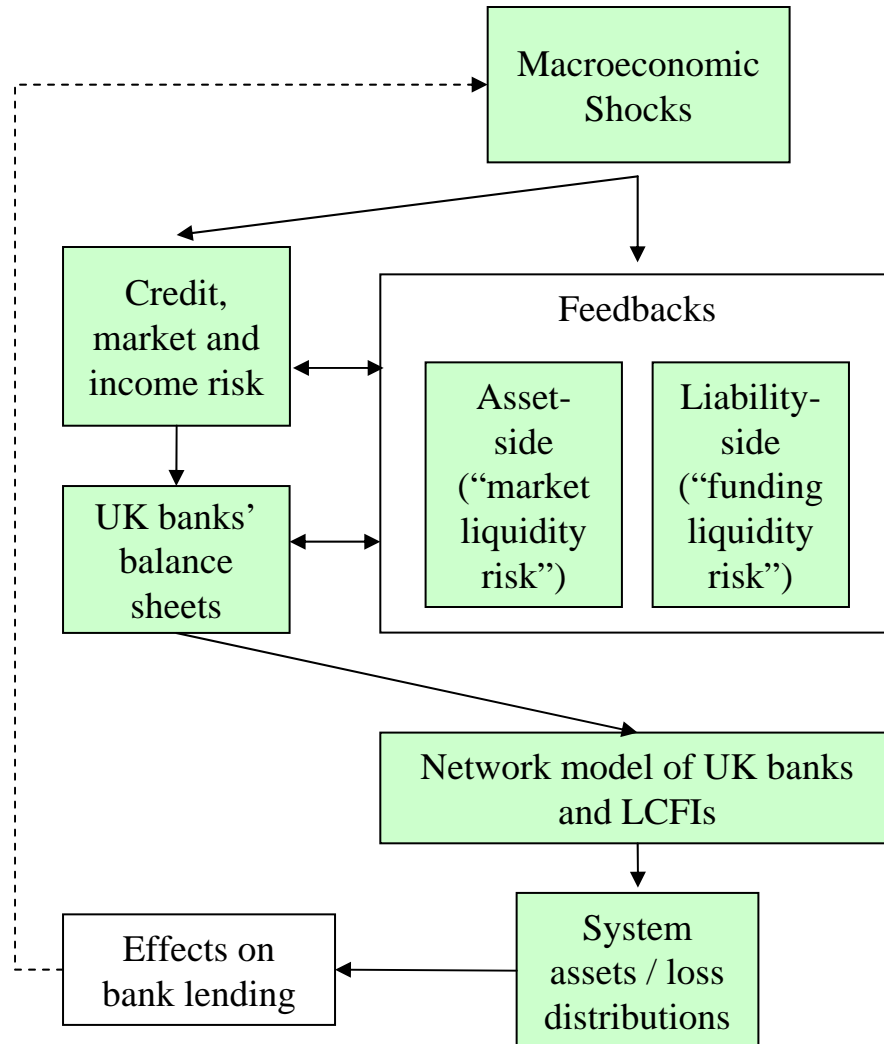 Macroeconomic
Shocks
Credit,
market and
income risk
Feedbacks
Asset-
side
(“market
liquidity
risk”)
Liability-
side
(“funding
liquidity
risk”)
UK banks’
balance
sheets
Network model of UK banks
and LCFIs
Effects on
bank lending
System
assets / loss
distributions